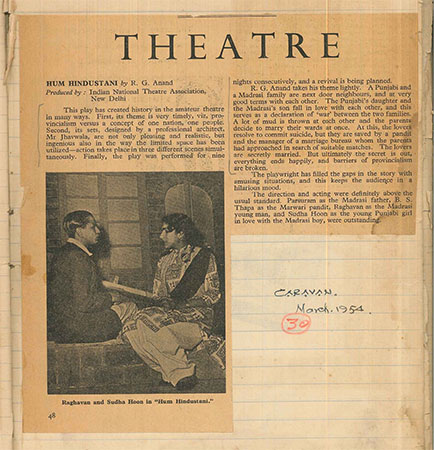 THEATRE
HUM HINDUSTANI by R. G. Anand
Produced by : Indian National Theatre Association,
New Delhi
This play has created history in the amateur theatre
in many ways. First, its theme is very timely, viz, pro-
vincialism versus a concept of one nation, one people.
Second, its sets, designed by a professional architect,
Mr Jhavwala, are not only pleasing and realistic, but
ingenious also in the way the limited space has been
utilized—action takes place in three different scenes simul-
taneously. Finally, the play was performed for nine
nights consecutively, and a revival is being planned.
R. G. Anand takes his theme lightly. A Punjabi and
a Madrasi family are next door neighbours, and on very
good terms with each other. The Punjabi's daughter and
the Madrasi's son fall in love with each other, and this
serves as a declaration of 'war' between the two families.
A lot of mud is thrown at each other and the parents
decide to marry their wards at once. At this, the lovers
resolve to commit suicide, but they are saved by a pandit
and the manager of a marriage bureau whom the parents
had approached in search of suitable matches. The lovers
are secretly married. But ultimately the secret is out,
everything ends happily, and barriers of provincialism
are broken.
The playwright has filled the gaps in the story with
amusing situations, and this keeps the audience in a
hilarious mood.
The direction and acting were definitely above the
usual standard. Parsuram as the Madrasi father, B. S.
Thapa as the Marwari pandit, Raghavan as the Madrasi
young man, and Sudha Hoon as the young Punjabi girl
in love with the Madrasi boy, were outstanding.
CARAVAN.
March. 1954.
30
Raghavan and Sudha Hoon in "Hum Hindustani."
48